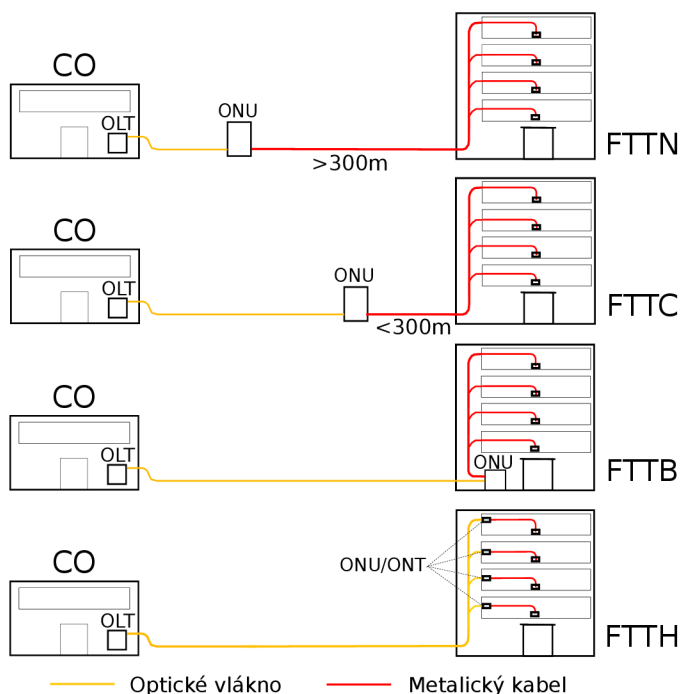 CO
OLT
ONU
>300m
FTTN
CO
OLT
ONU
<300m
FTTC
CO
OLT
ONU
FTTB
CO
OLT
ONU/ONT
FTTH
Optické vlákno
Metalický kabel